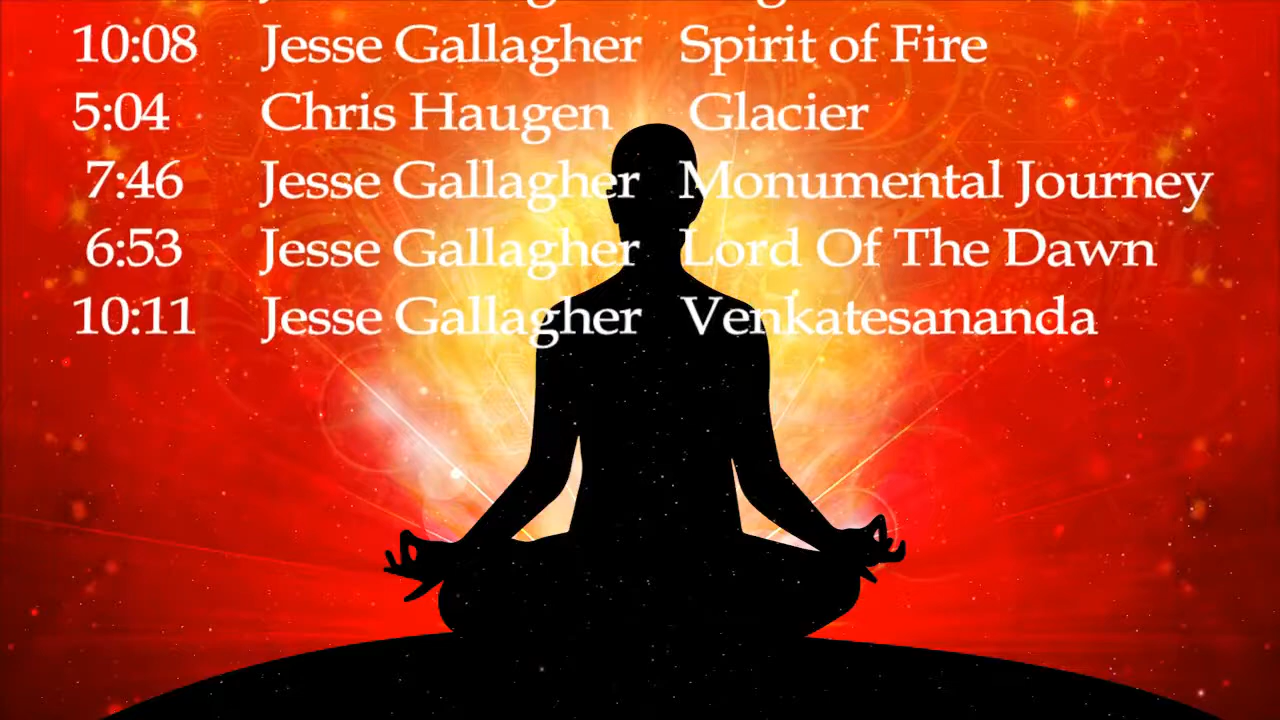 10:08 Jesse Gallagher Spirit of Fire
5:04 Chris Haugen Glacier
7:46 Jesse Gallagher Monumental Journey
6:53 Jesse Gallagher Lord Of The Dawn
10:11 Jesse Gallagher Venkatesananda